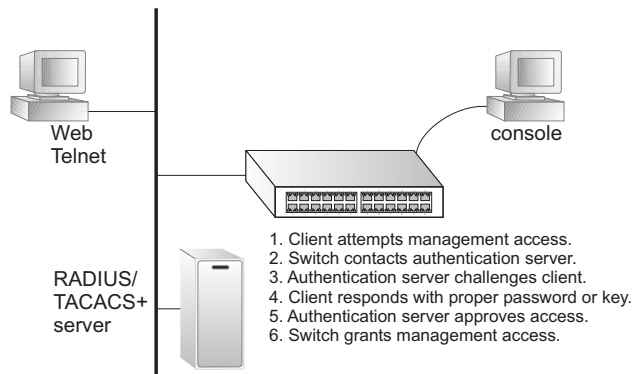 Web
Telnet
console
RADIUS/
TACACS+
server
1. Client attempts management access.
2. Switch contacts authentication server.
3. Authentication server challenges client.
4. Client responds with proper password or key.
5. Authentication server approves access.
6. Switch grants management access.